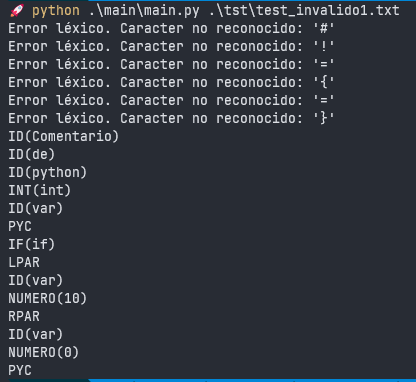 🚀 python .\main\main.py .\tst\test_invalido1.txt
Error léxico. Caracter no reconocido: '#'
Error léxico. Caracter no reconocido: '!'
Error léxico. Caracter no reconocido: '='
Error léxico. Caracter no reconocido: '{'
Error léxico. Caracter no reconocido: '='
Error léxico. Caracter no reconocido: '}'
ID(Comentario)
ID(de)
ID(python)
INT(int)
ID(var)
PYC
IF(if)
LPAR
ID(var)
NUMERO(10)
RPAR
ID(var)
NUMERO(0)
PYC